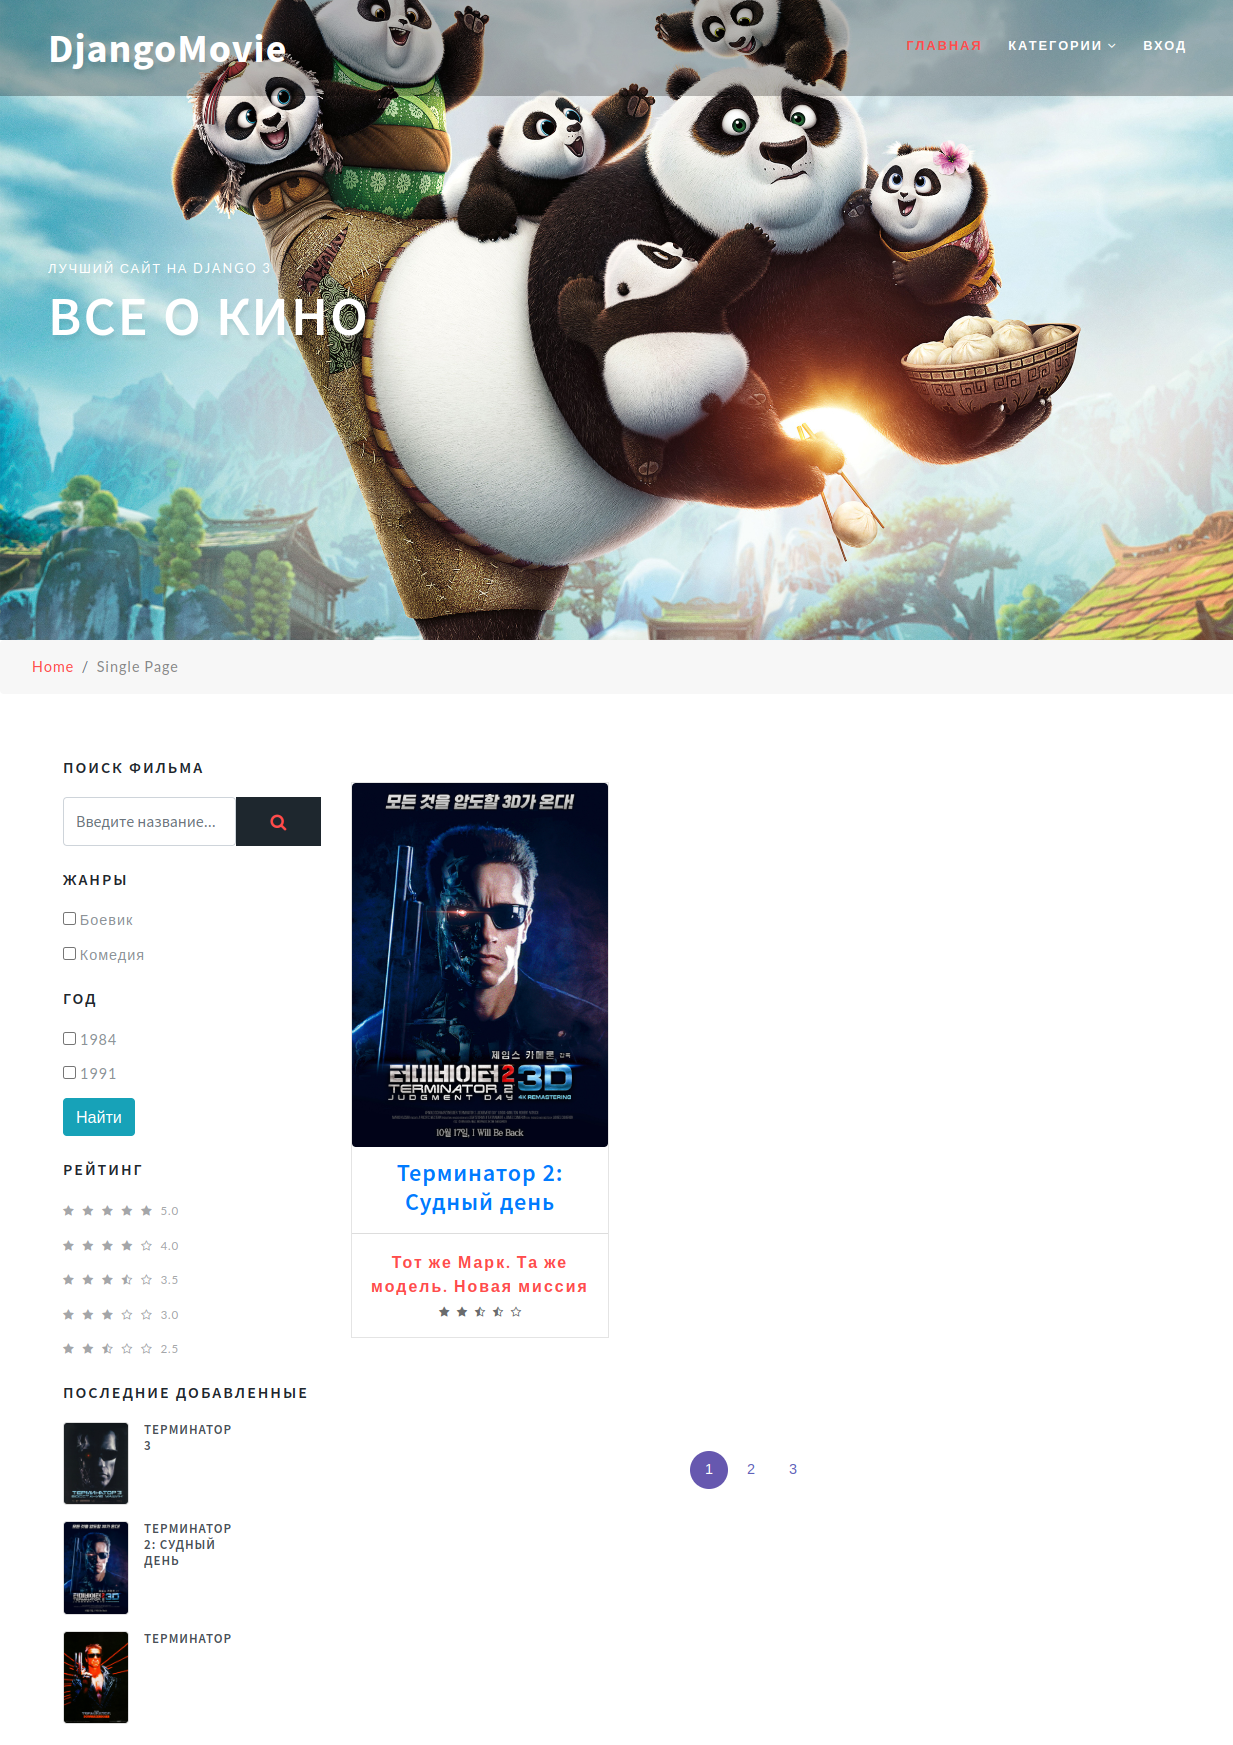 DjangoMovie
ГЛАВНАЯ
КАТЕГОРИИ
ВХОД
ЛУЧШИЙ САЙТ НА DJANGO 3
ВСЕ О КИНО
Home / Single Page
ПОИСК ФИЛЬМА
Введите название...
ЖАНРЫ
Боевик
Комедия
ГОД
1984
1991
Найти
РЕЙТИНГ
5.0
4.0
3.5
3.0
2.5
ПОСЛЕДНИЕ ДОБАВЛЕННЫЕ
ТЕРМИНАТОР
3
ТЕРМИНАТОР
2: СУДНЫЙ
ДЕНЬ
ТЕРМИНАТОР
모든 것을 압도할 3D가 온다!
제임스 카메론 감독
터미네이터 2 3D
TERMINATOR 2
JUDGMENT DAY 4K REMASTERING
10월 17일, I Will Be Back
Терминатор 2:
Судный день
Тот же Марк. Та же
модель. Новая миссия
1 2 3